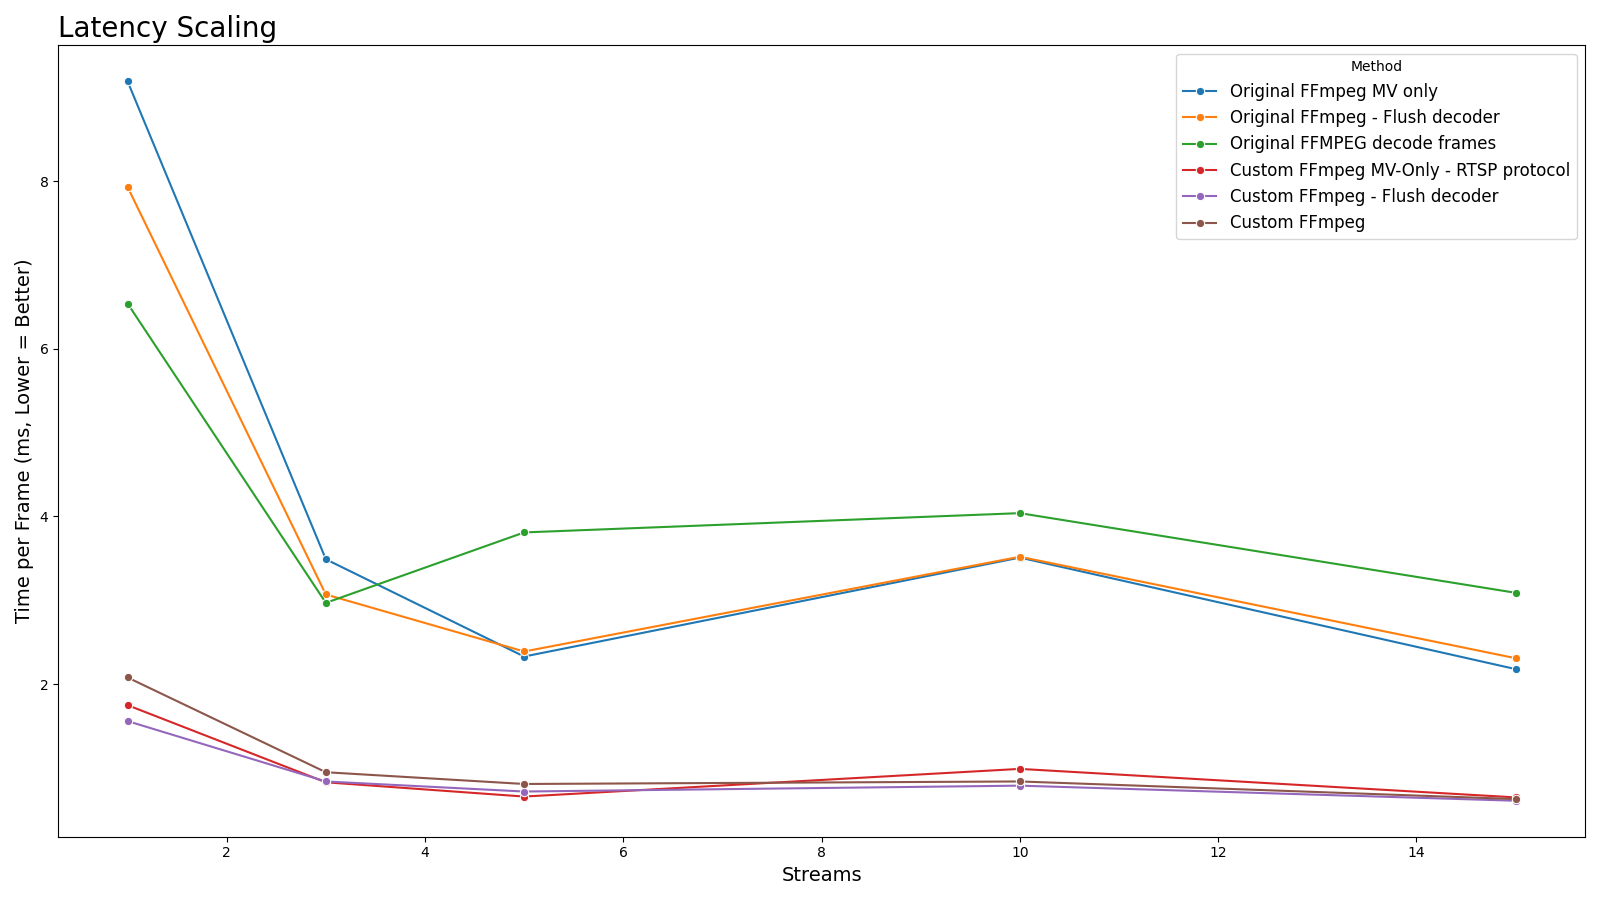 Latency Scaling
Time per Frame (ms, Lower = Better)
8
6
4
2
2
4
6
8
10
12
14
Streams
Method
Original FFmpeg MV only
Original FFmpeg - Flush decoder
Original FFMPEG decode frames
Custom FFmpeg MV-Only - RTSP protocol
Custom FFmpeg - Flush decoder
Custom FFmpeg